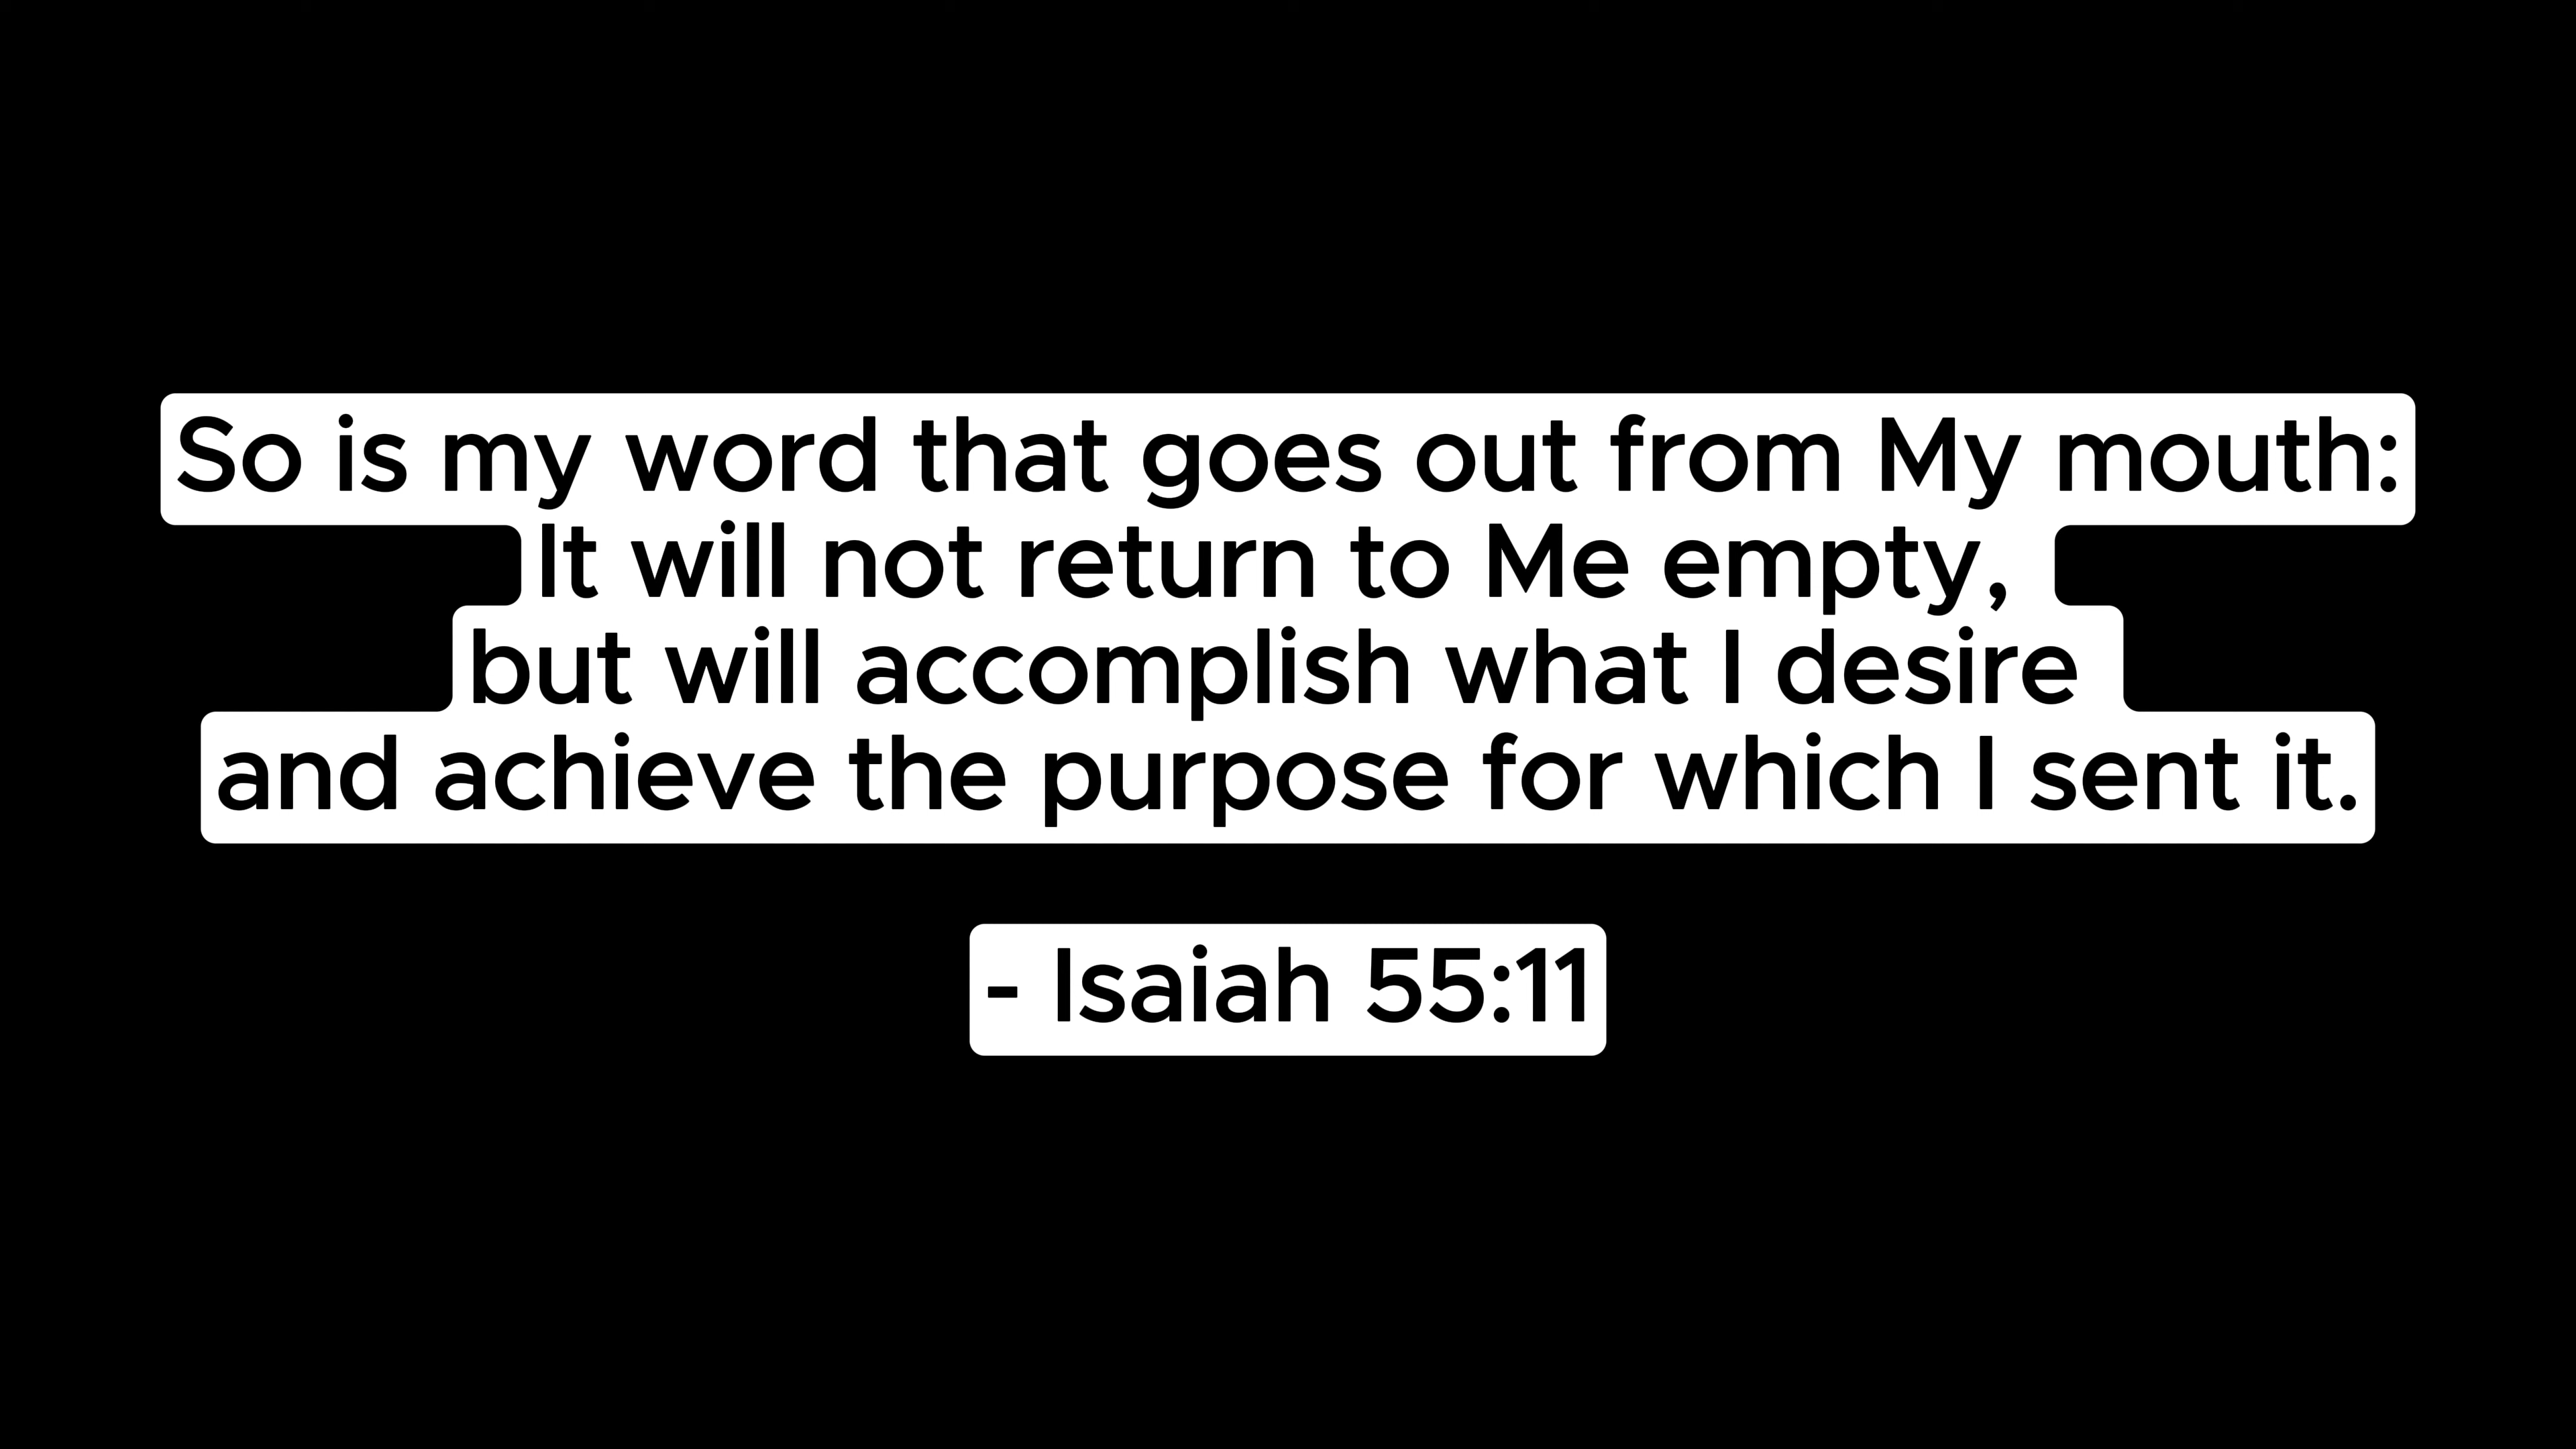 So is my word that goes out from My mouth:
It will not return to Me empty,
but will accomplish what I desire
and achieve the purpose for which I sent it.
- Isaiah 55:11